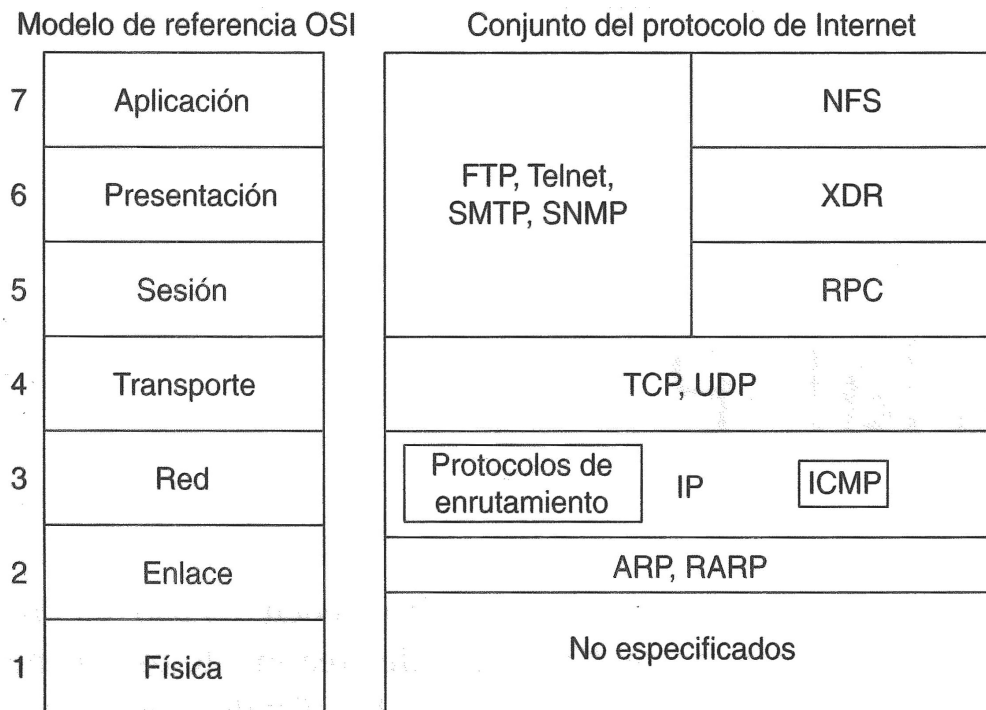 Modelo de referencia OSI
Conjunto del protocolo de Internet
7
Aplicación
NFS
FTP, Telnet,
SMTP, SNMP
6
Presentación
XDR
5
Sesión
RPC
4
Transporte
TCP, UDP
3
Red
Protocolos de
enrutamiento
IP
ICMP
2
Enlace
ARP, RARP
1
Física
No especificados